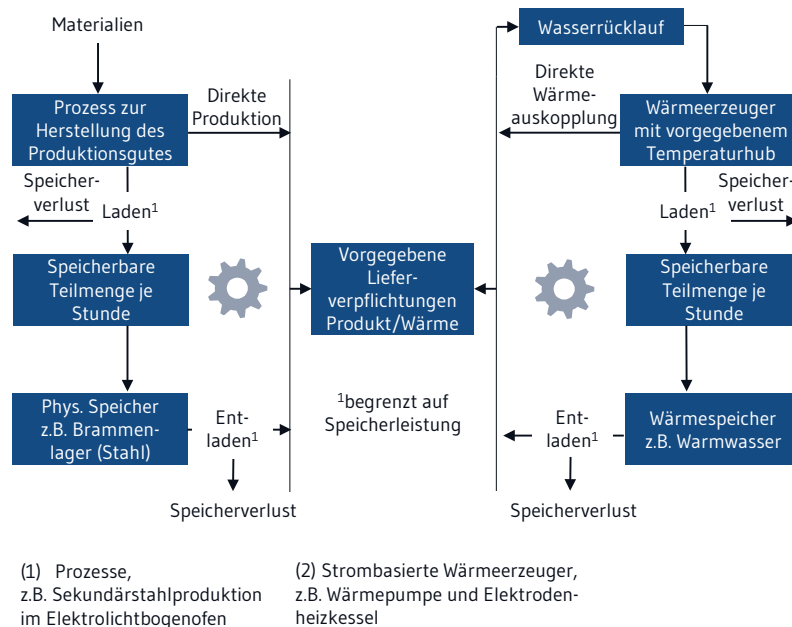 Materialien
Prozess zur
Herstellung des
Produktionsgutes
Direkte
Produktion
Speicher-
verlust
Laden¹
Speicherbare
Teilmenge je
Stunde
Phys. Speicher
z.B. Brammen-
lager (Stahl)
Ent-
laden¹
Speicherverlust
Vorgegebene
Liefer-
verpflichtungen
Produkt/Wärme
¹begrenzt auf
Speicherleistung
Wasserrücklauf
Direkte
Wärme-
auskopplung
Wärmeerzeuger
mit vorgegebenem
Temperaturhub
Speicher-
verlust
Laden¹
Speicherbare
Teilmenge je
Stunde
Ent-
laden¹
Wärmespeicher
z.B. Warmwasser
Speicherverlust
(1) Prozesse,
z.B. Sekundärstahlproduktion
im Elektrolichtbogenofen
(2) Strombasierte Wärmeerzeuger,
z.B. Wärmepumpe und Elektroden-
heizkessel